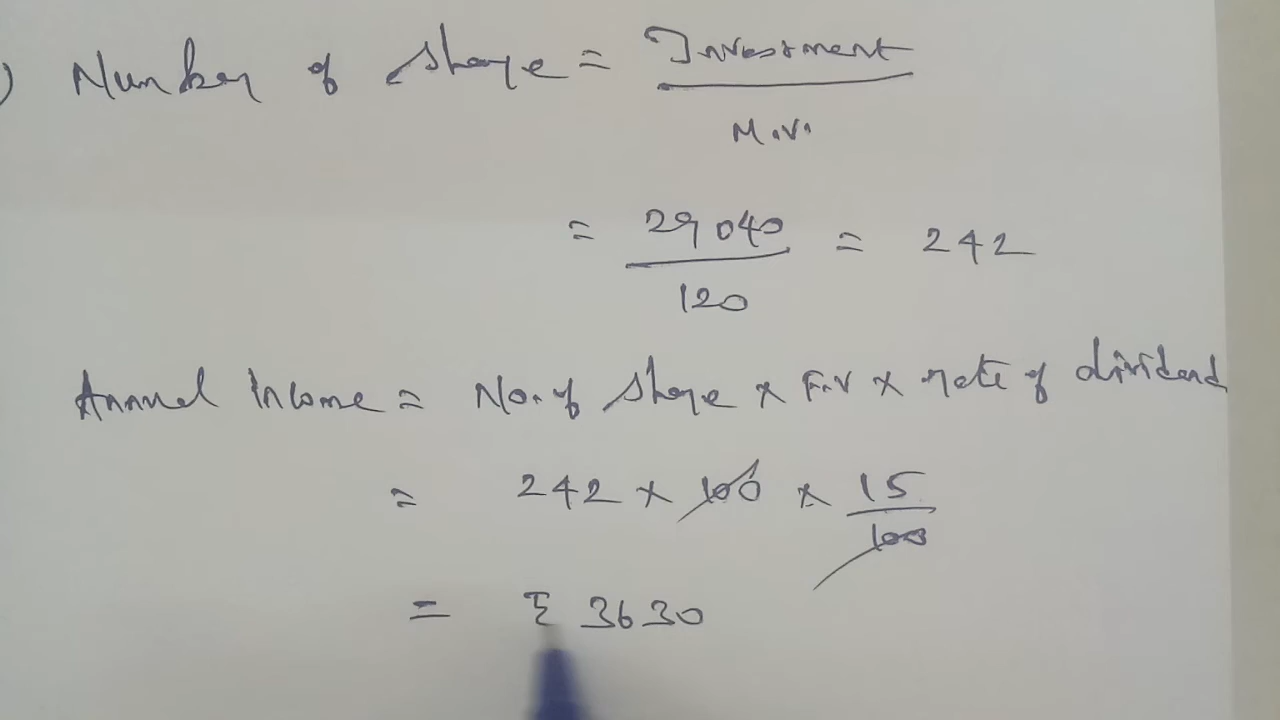 ) Number of share = Investment / M.V.
= 29040 / 120 = 242
Annual Income = No. of share × F.V × rate of dividend
= 242 × 100 × 15 / 100
= ₹ 3630